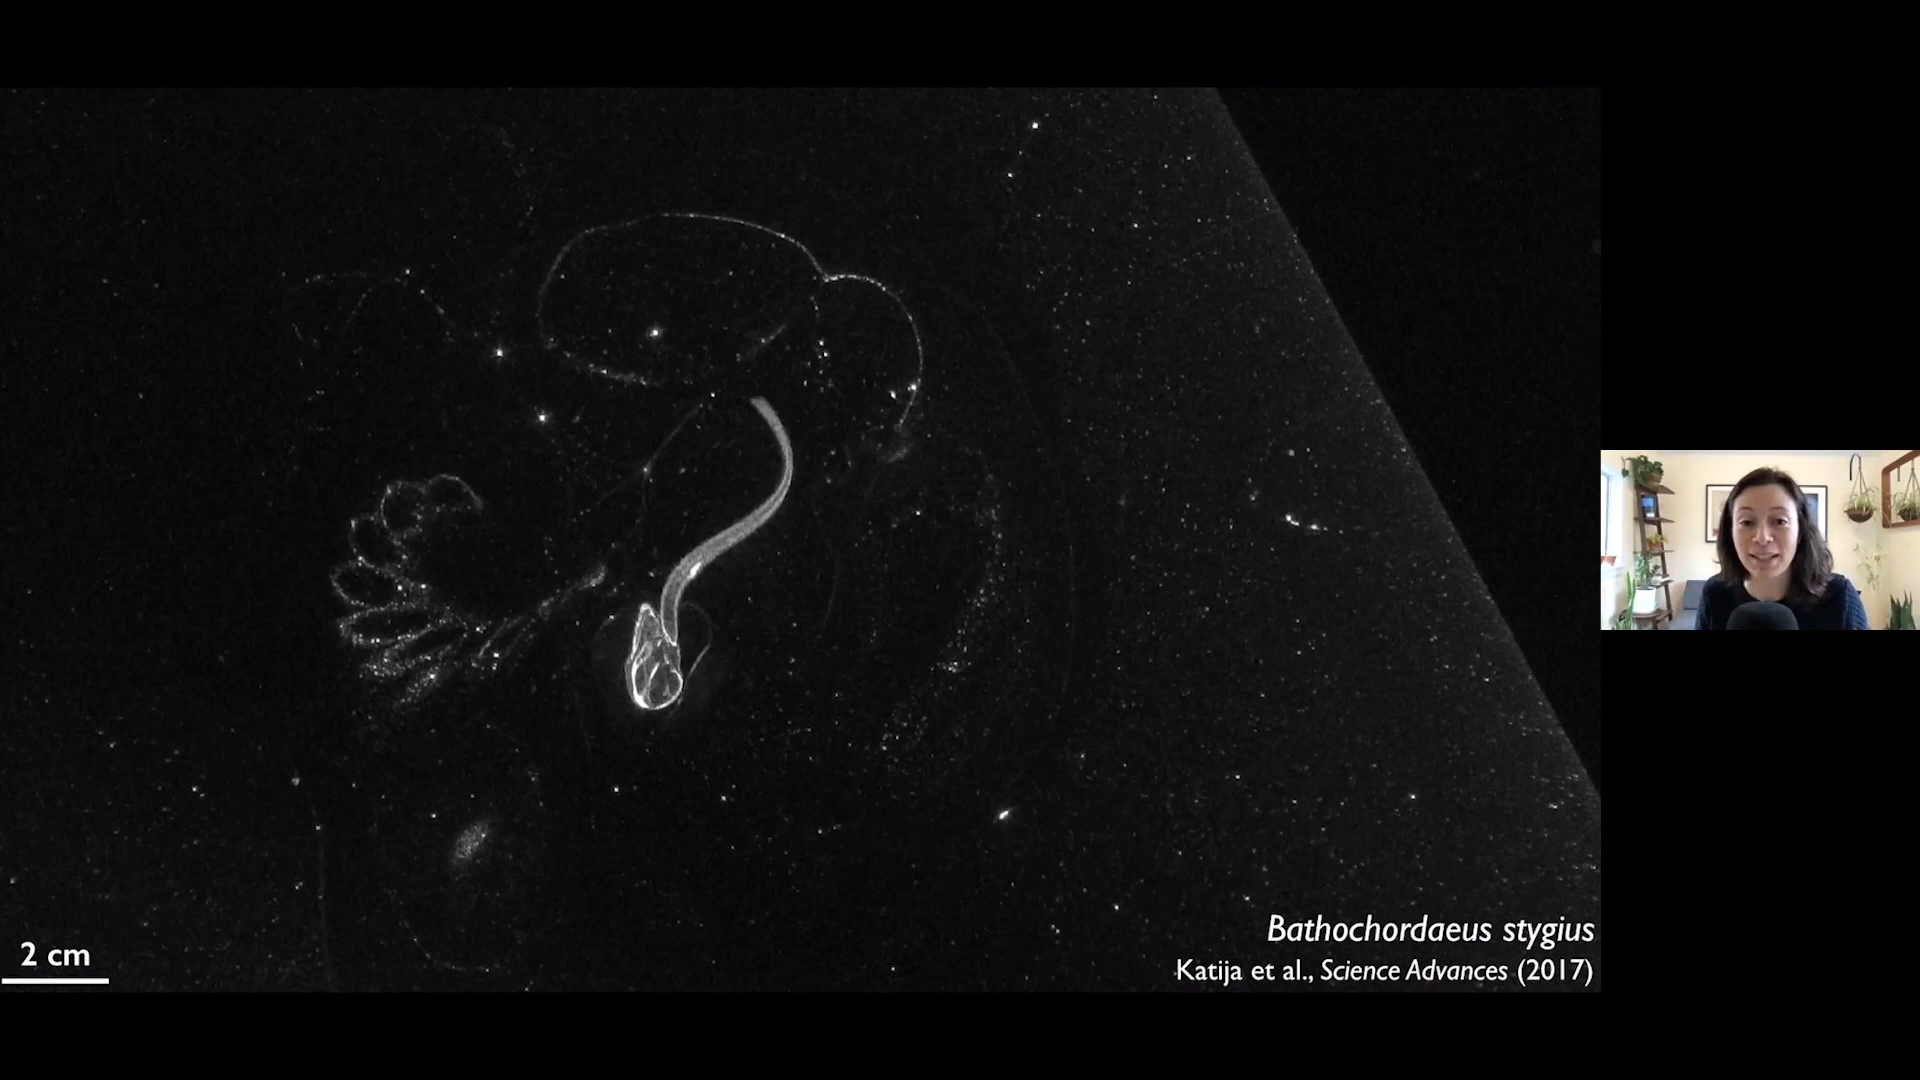 Bathochordaeus stygius
Katija et al., Science Advances (2017)
2 cm